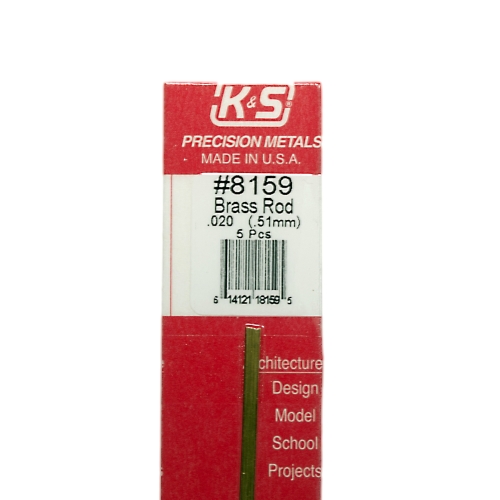 K&S®
PRECISION METALS
MADE IN U.S.A.
#8159
Brass Rod
.020 (.51mm)
5 Pcs
6 14121 18159 5
chitecture
Design
Model
School
Projects